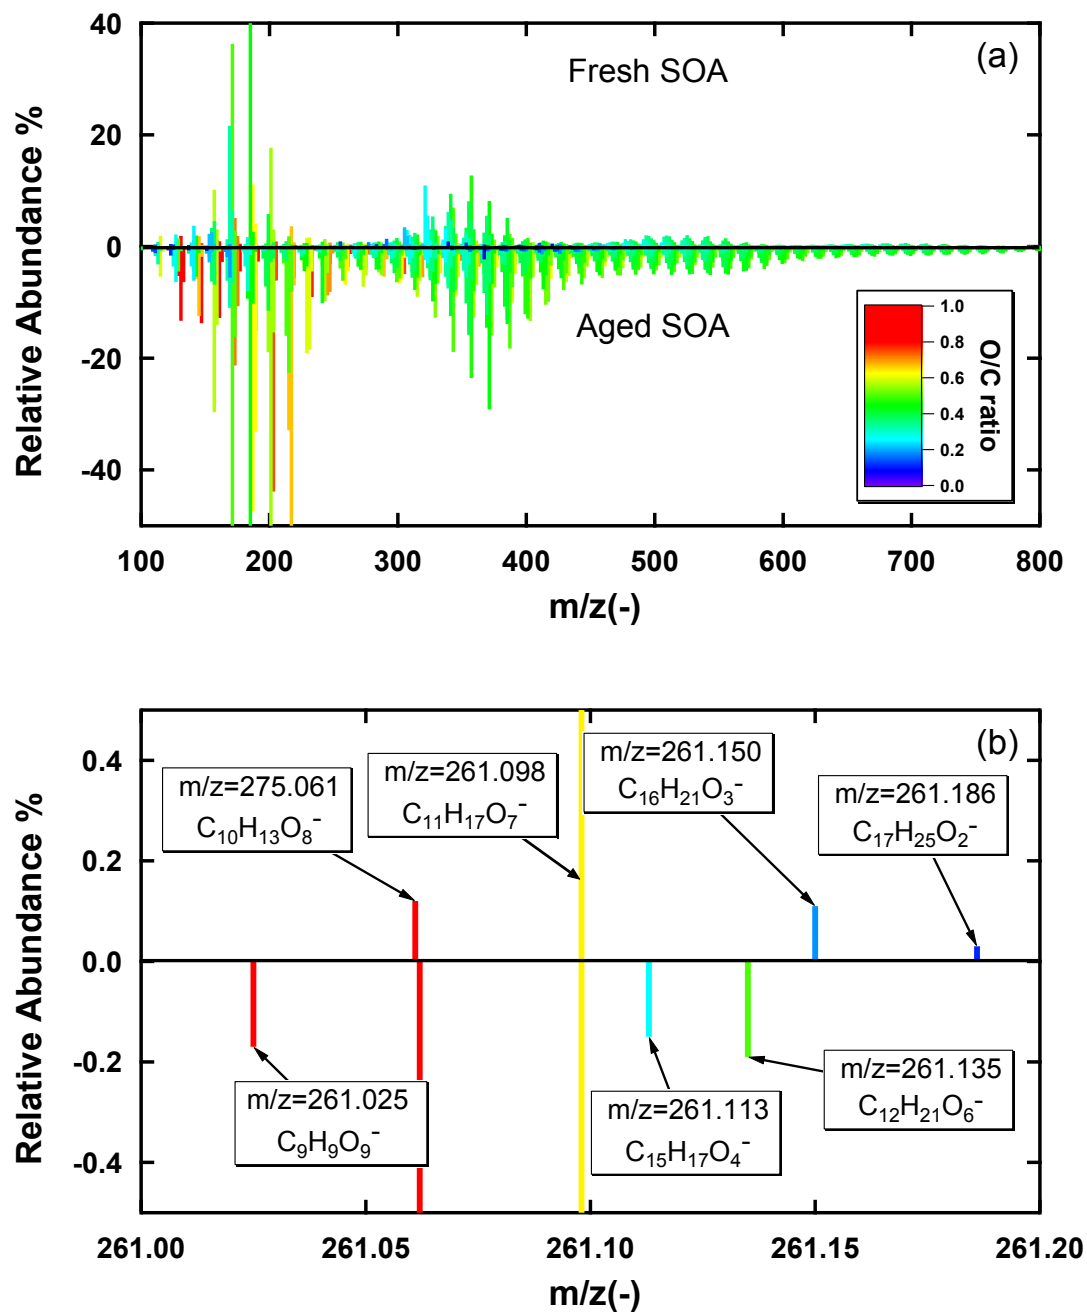 40
20
0
-20
-40
Relative Abundance %
Fresh SOA
(a)
Aged SOA
1.0
0.8
0.6
0.4
0.2
0.0
O/C ratio
100 200 300 400 500 600 700 800
m/z(-)
0.4
0.2
0.0
-0.2
-0.4
Relative Abundance %
(b)
m/z=275.061
C10H13O8-
m/z=261.098
C11H17O7-
m/z=261.150
C16H21O3-
m/z=261.186
C17H25O2-
m/z=261.025
C9H9O9-
m/z=261.113
C15H17O4-
m/z=261.135
C12H21O6-
261.00 261.05 261.10 261.15 261.20
m/z(-)